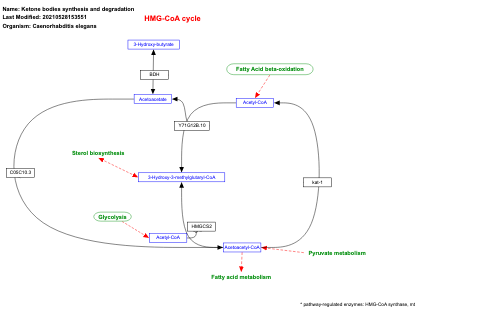 Name: Ketone bodies synthesis and degradation
Last Modified: 20210528153551
Organism: Caenorhabditis elegans
HMG-CoA cycle
3-Hydroxy-butyrate
Fatty Acid beta-oxidation
BDH
Acetoacetate
Acetyl-CoA
Y71G12B.10
Sterol biosynthesis
C05C10.3
3-Hydroxy-3-methylglutaryl-CoA
kat-1
Glycolysis
HMGCS2
Acetyl-CoA
Acetoacetyl-CoA
Pyruvate metabolism
Fatty acid metabolism
* pathway-regulated enzymes: HMG-CoA synthase, mt